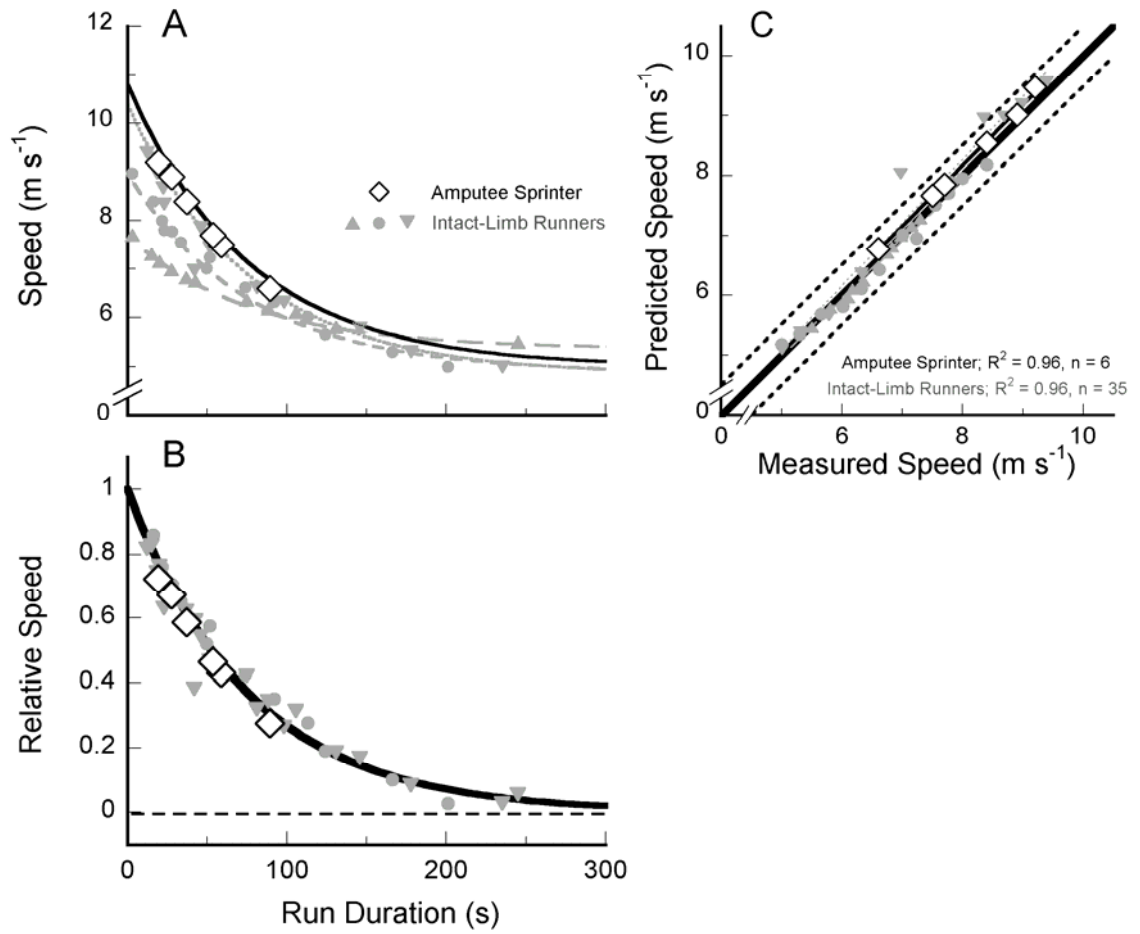 A
12
10
8
6
0
Speed (m s⁻¹)
Amputee Sprinter
Intact-Limb Runners
C
10
8
6
0
Predicted Speed (m s⁻¹)
Amputee Sprinter; R² = 0.96, n = 6
Intact-Limb Runners; R² = 0.96, n = 35
0 6 8 10
Measured Speed (m s⁻¹)
B
1
0.8
0.6
0.4
0.2
0
Relative Speed
0 100 200 300
Run Duration (s)